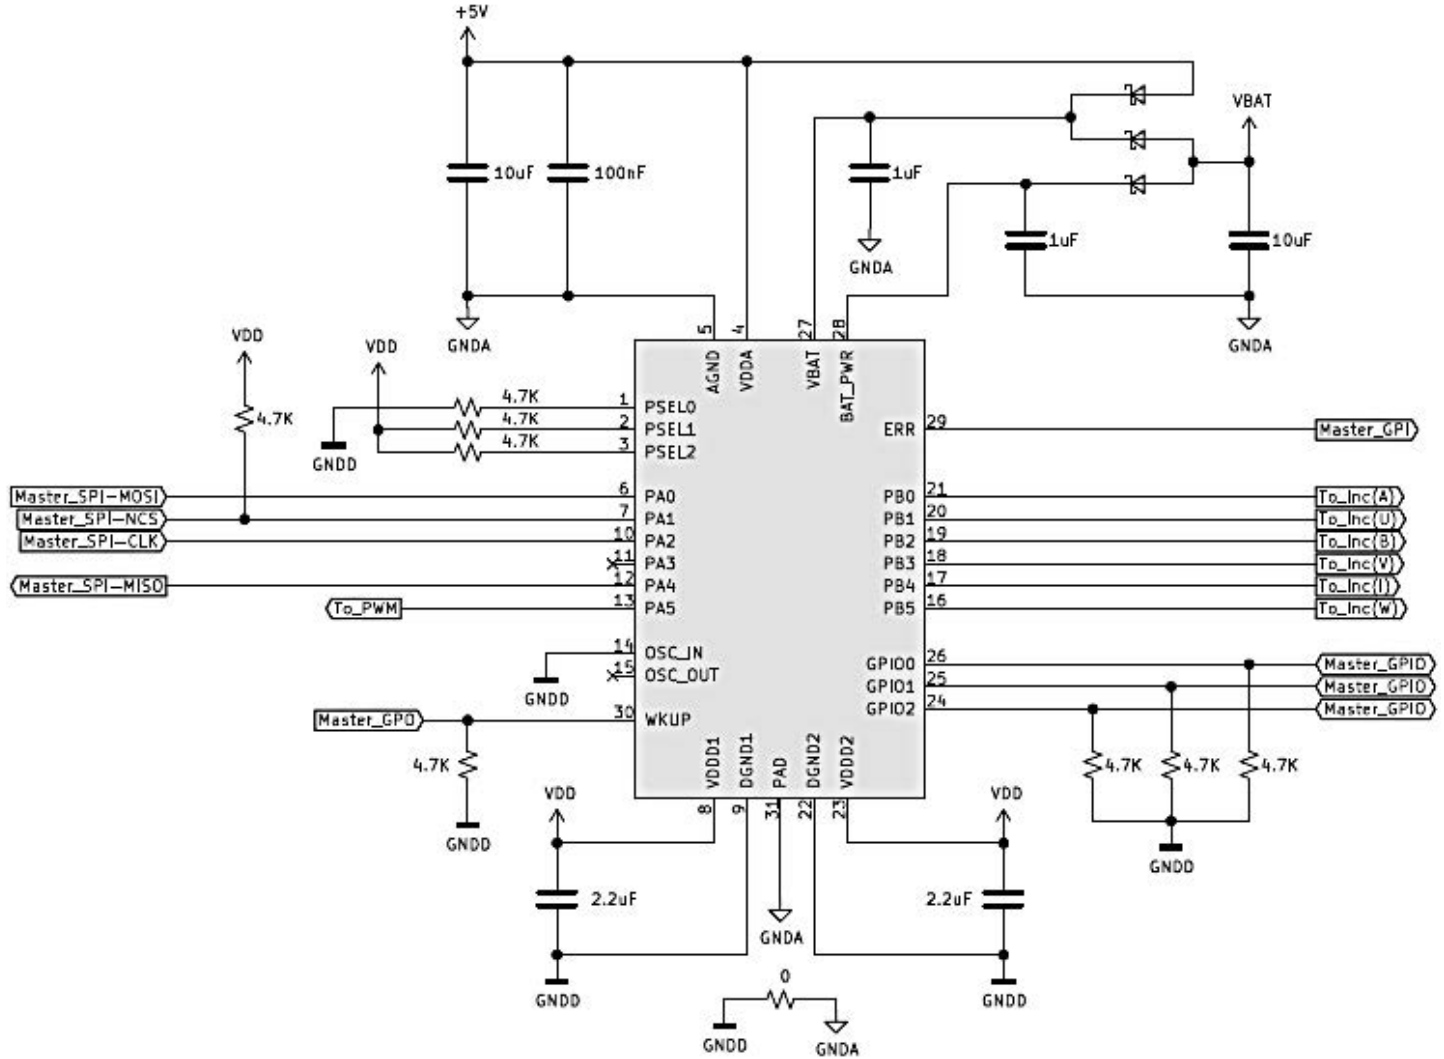 +5V
VBAT
10uF
100nF
1uF
GNDA
1uF
10uF
VDD
VDD
GNDA
GNDA
5
4
27
28
AGND
VDDA
VBAT
BAT_PWR
4.7K
GNDD
4.7K
1
PSEL0
4.7K
2
PSEL1
4.7K
3
PSEL2
ERR
29
Master_GPI
Master_SPI-MOSI
6
PA0
PB0
21
To_Inc(A)
Master_SPI-NCS
7
PA1
PB1
20
To_Inc(U)
Master_SPI-CLK
10
PA2
PB2
19
To_Inc(B)
11
PA3
PB3
18
To_Inc(V)
Master_SPI-MISO
12
PA4
PB4
17
To_Inc(I)
To_PWM
13
PA5
PB5
16
To_Inc(W)
14
OSC_IN
GNDD
15
OSC_OUT
GPIO0
26
Master_GPIO
GPIO1
25
Master_GPIO
GPIO2
24
Master_GPIO
Master_GPO
30
WKUP
4.7K
GNDD
VDDD1
DGND1
PAD
DGND2
VDDD2
8
9
31
22
23
4.7K
4.7K
4.7K
GNDD
VDD
VDD
2.2uF
2.2uF
GNDA
GNDD
GNDD
0
GNDD
GNDA